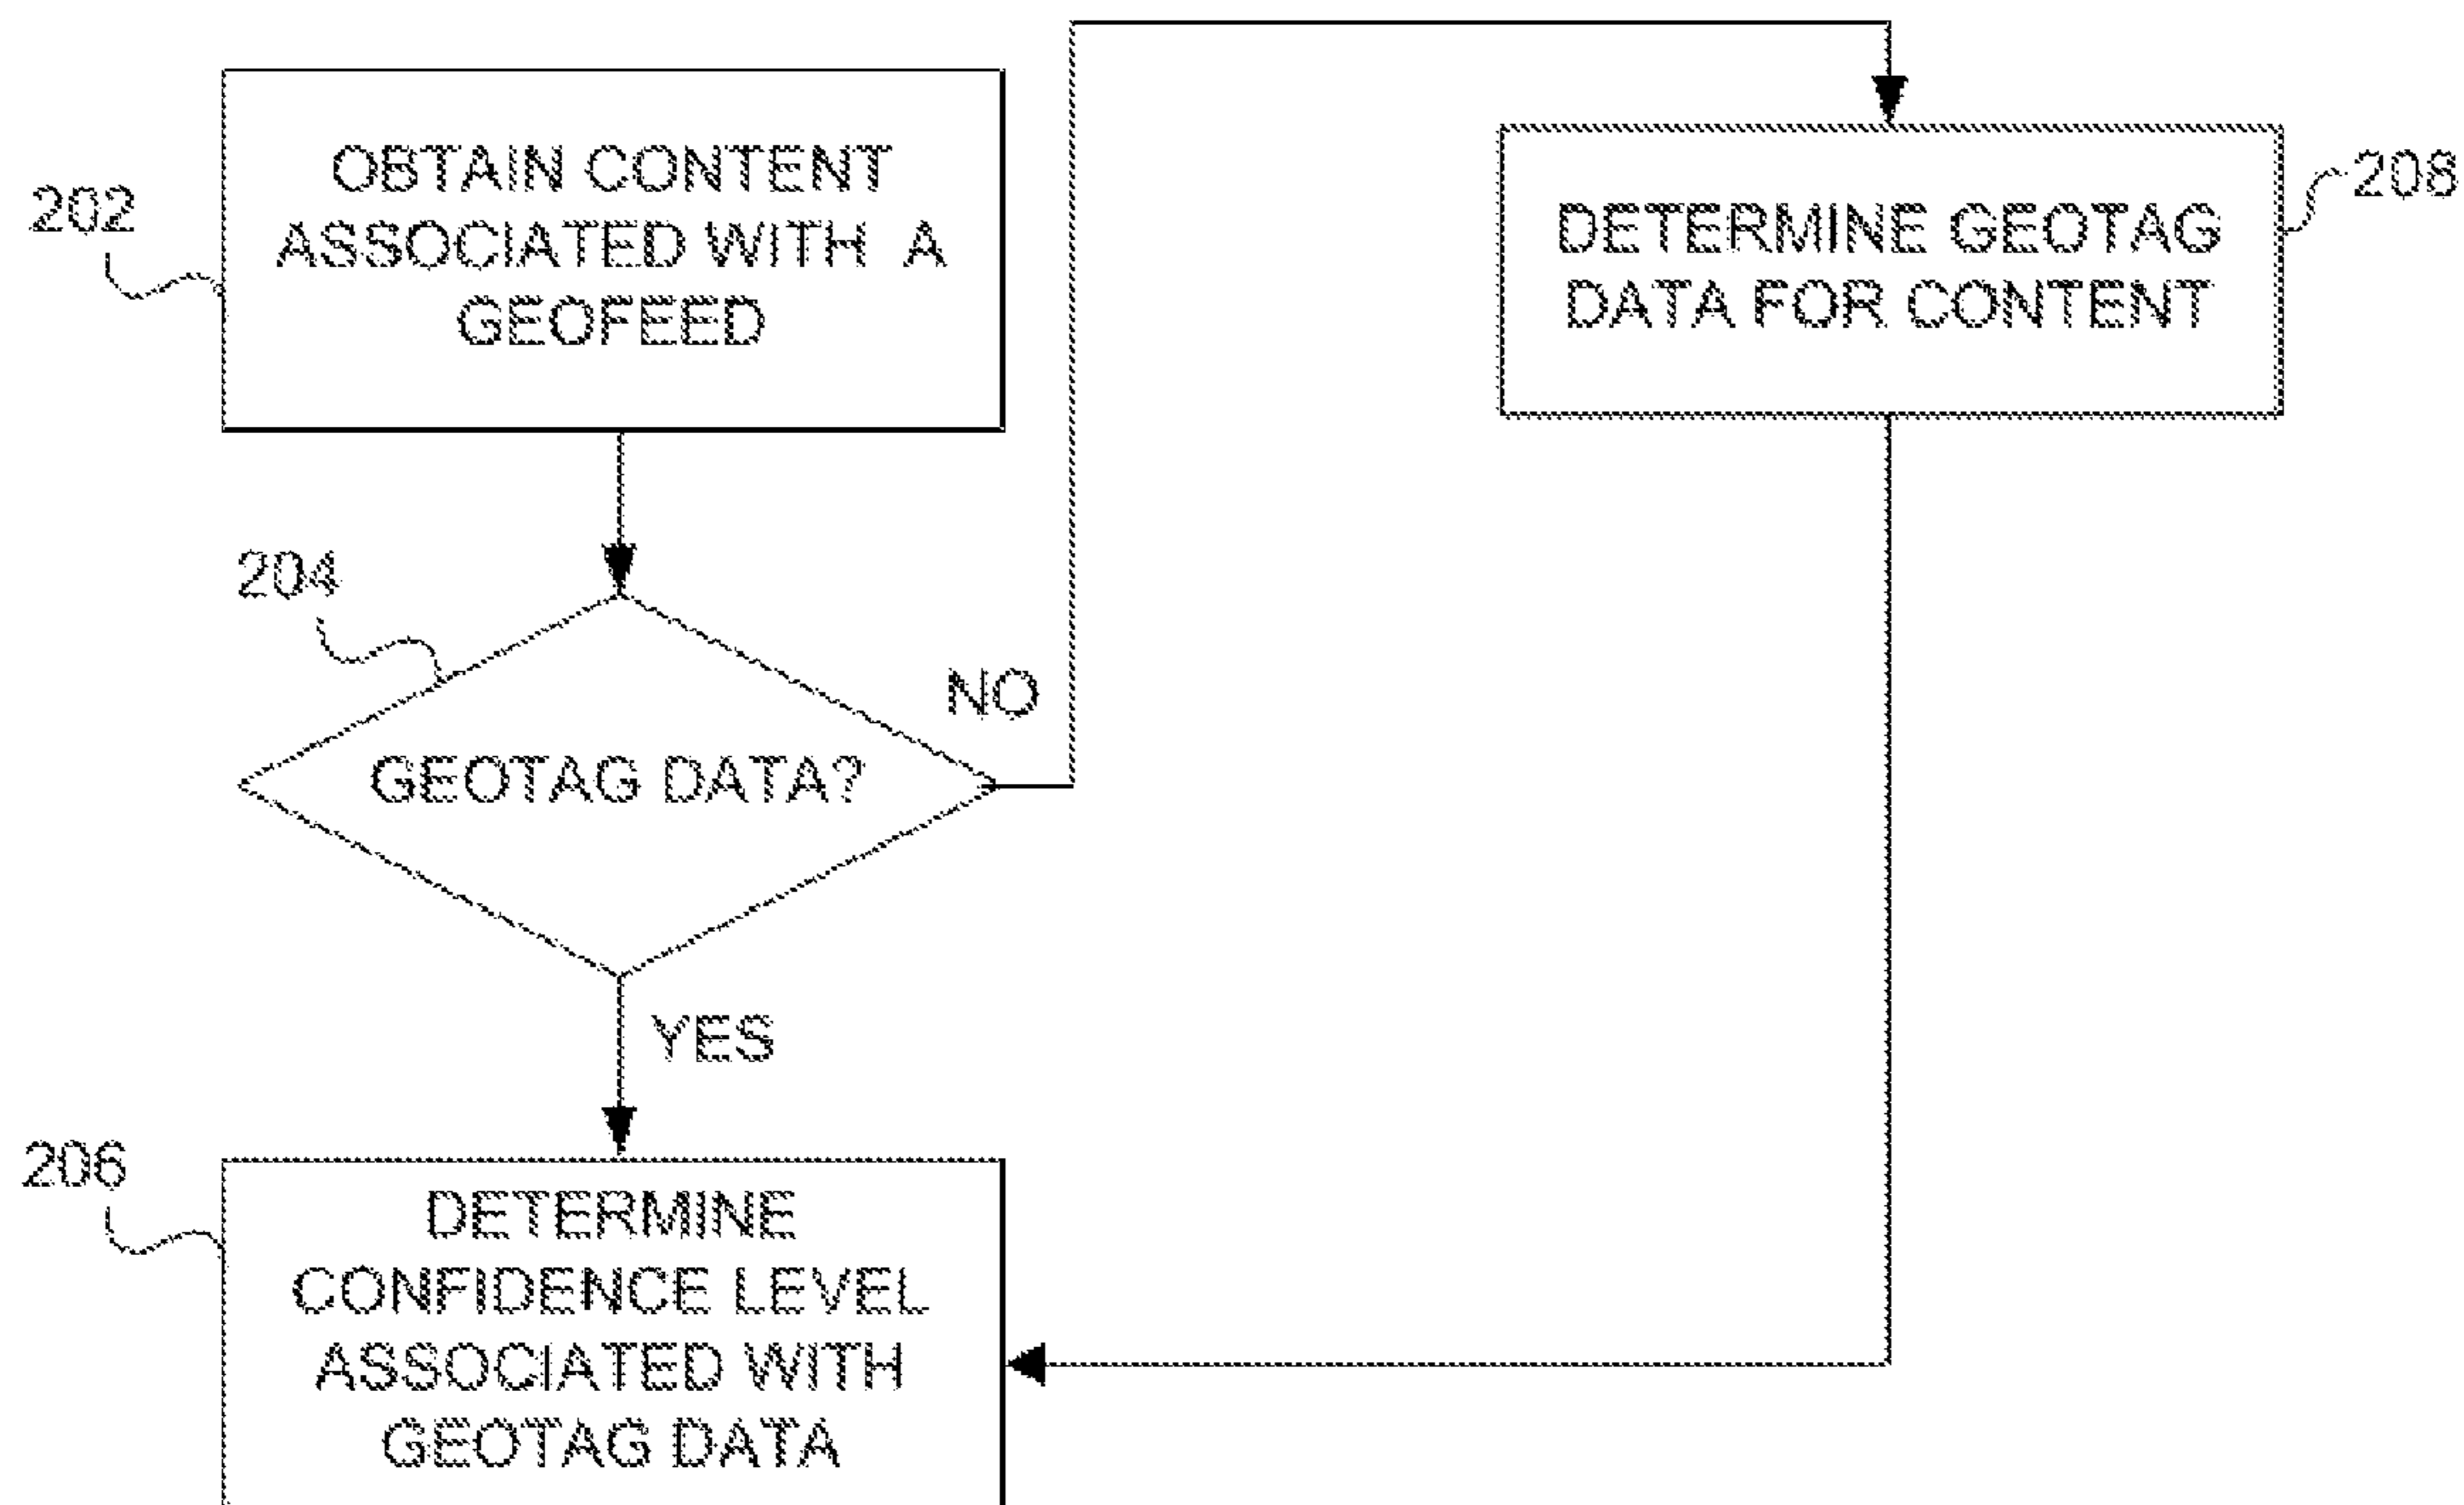 202
OBTAIN CONTENT
ASSOCIATED WITH A
GEOFEED
208
DETERMINE GEOTAG
DATA FOR CONTENT
204
GEOTAG DATA?
NO
YES
206
DETERMINE
CONFIDENCE LEVEL
ASSOCIATED WITH
GEOTAG DATA